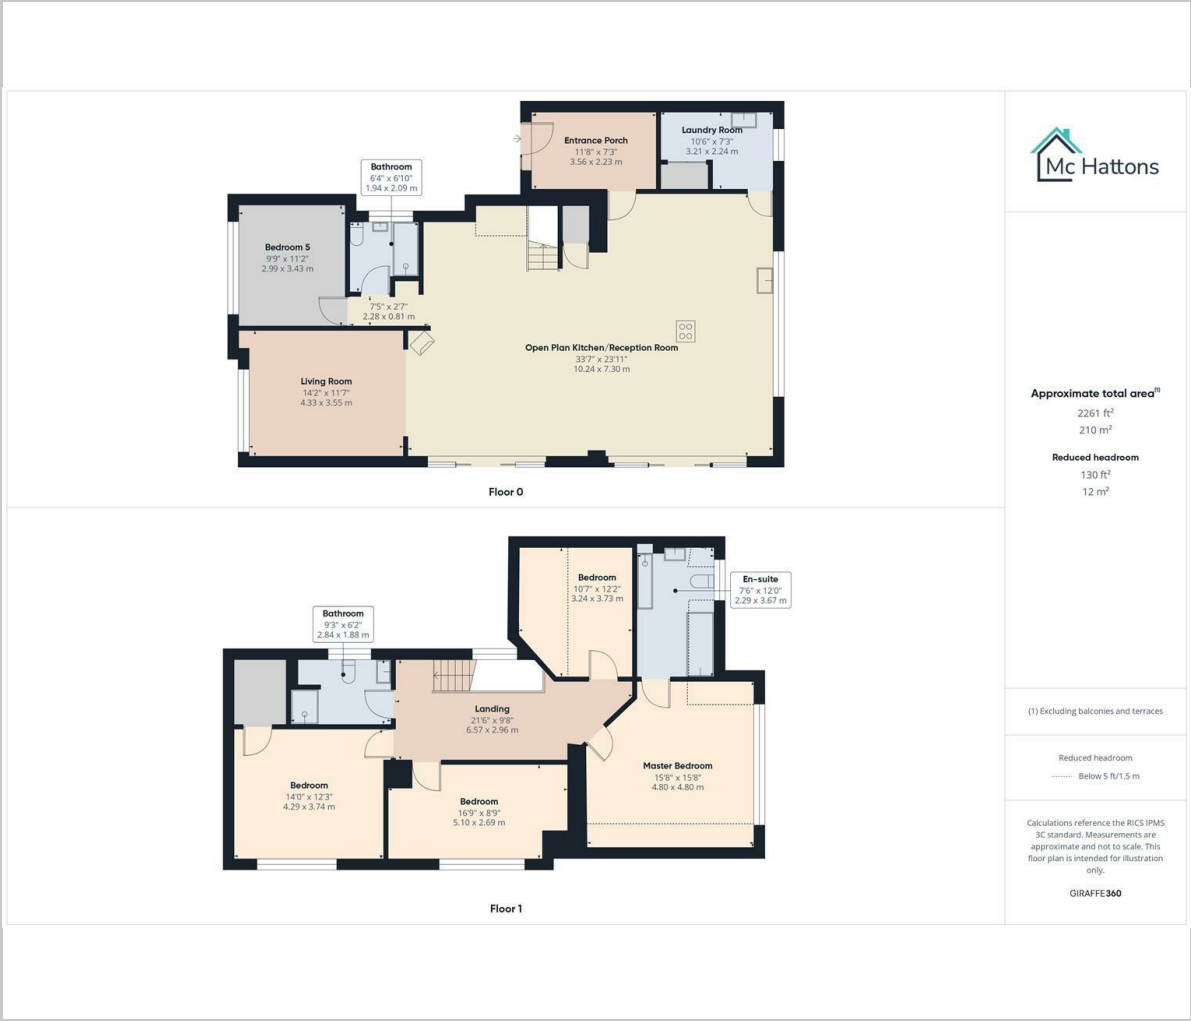 Entrance Porch
11'8" x 7'3"
3.56 x 2.23 m
Laundry Room
10'6" x 7'3"
3.21 x 2.24 m
Bathroom
6'4" x 6'10"
1.94 x 2.09 m
Bedroom 5
9'9" x 11'2"
2.99 x 3.43 m
7'5" x 2'7"
2.28 x 0.81 m
Open Plan Kitchen/Reception Room
33'7" x 23'11"
10.24 x 7.30 m
Living Room
14'2" x 11'7"
4.33 x 3.55 m
Floor 0
Bedroom
10'7" x 12'2"
3.24 x 3.73 m
En-suite
7'6" x 12'0"
2.29 x 3.67 m
Bathroom
9'3" x 6'2"
2.84 x 1.88 m
Landing
21'6" x 9'8"
6.57 x 2.96 m
Master Bedroom
15'8" x 15'8"
4.80 x 4.80 m
Bedroom
14'0" x 12'3"
4.29 x 3.74 m
Bedroom
16'9" x 8'9"
5.10 x 2.69 m
Floor 1
Mc Hattons
Approximate total area(1)
2261 ft²
210 m²
Reduced headroom
130 ft²
12 m²
(1) Excluding balconies and terraces
Reduced headroom
Below 5 ft/1.5 m
Calculations reference the RICS IPMS
3C standard. Measurements are
approximate and not to scale. This
floor plan is intended for illustration
only.
GIRAFFE360